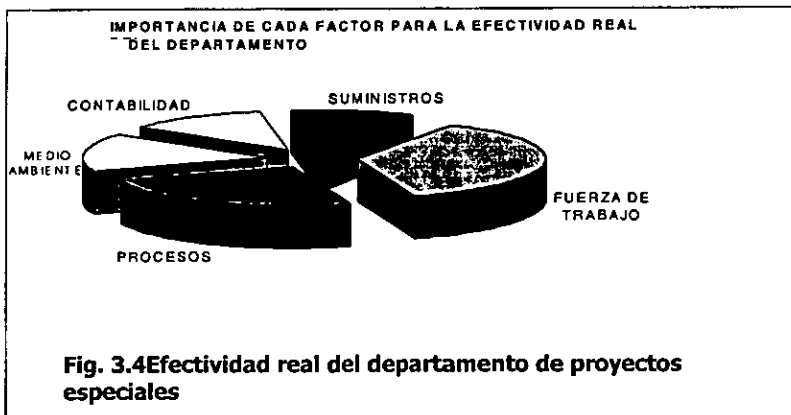 IMPORTANCIA DE CADA FACTOR PARA LA EFECTIVIDAD REAL
DEL DEPARTAMENTO
CONTABILIDAD
SUMINISTROS
MEDIO
AMBIENTE
FUERZA DE
TRABAJO
PROCESOS
Fig. 3.4Efectividad real del departamento de proyectos
especiales